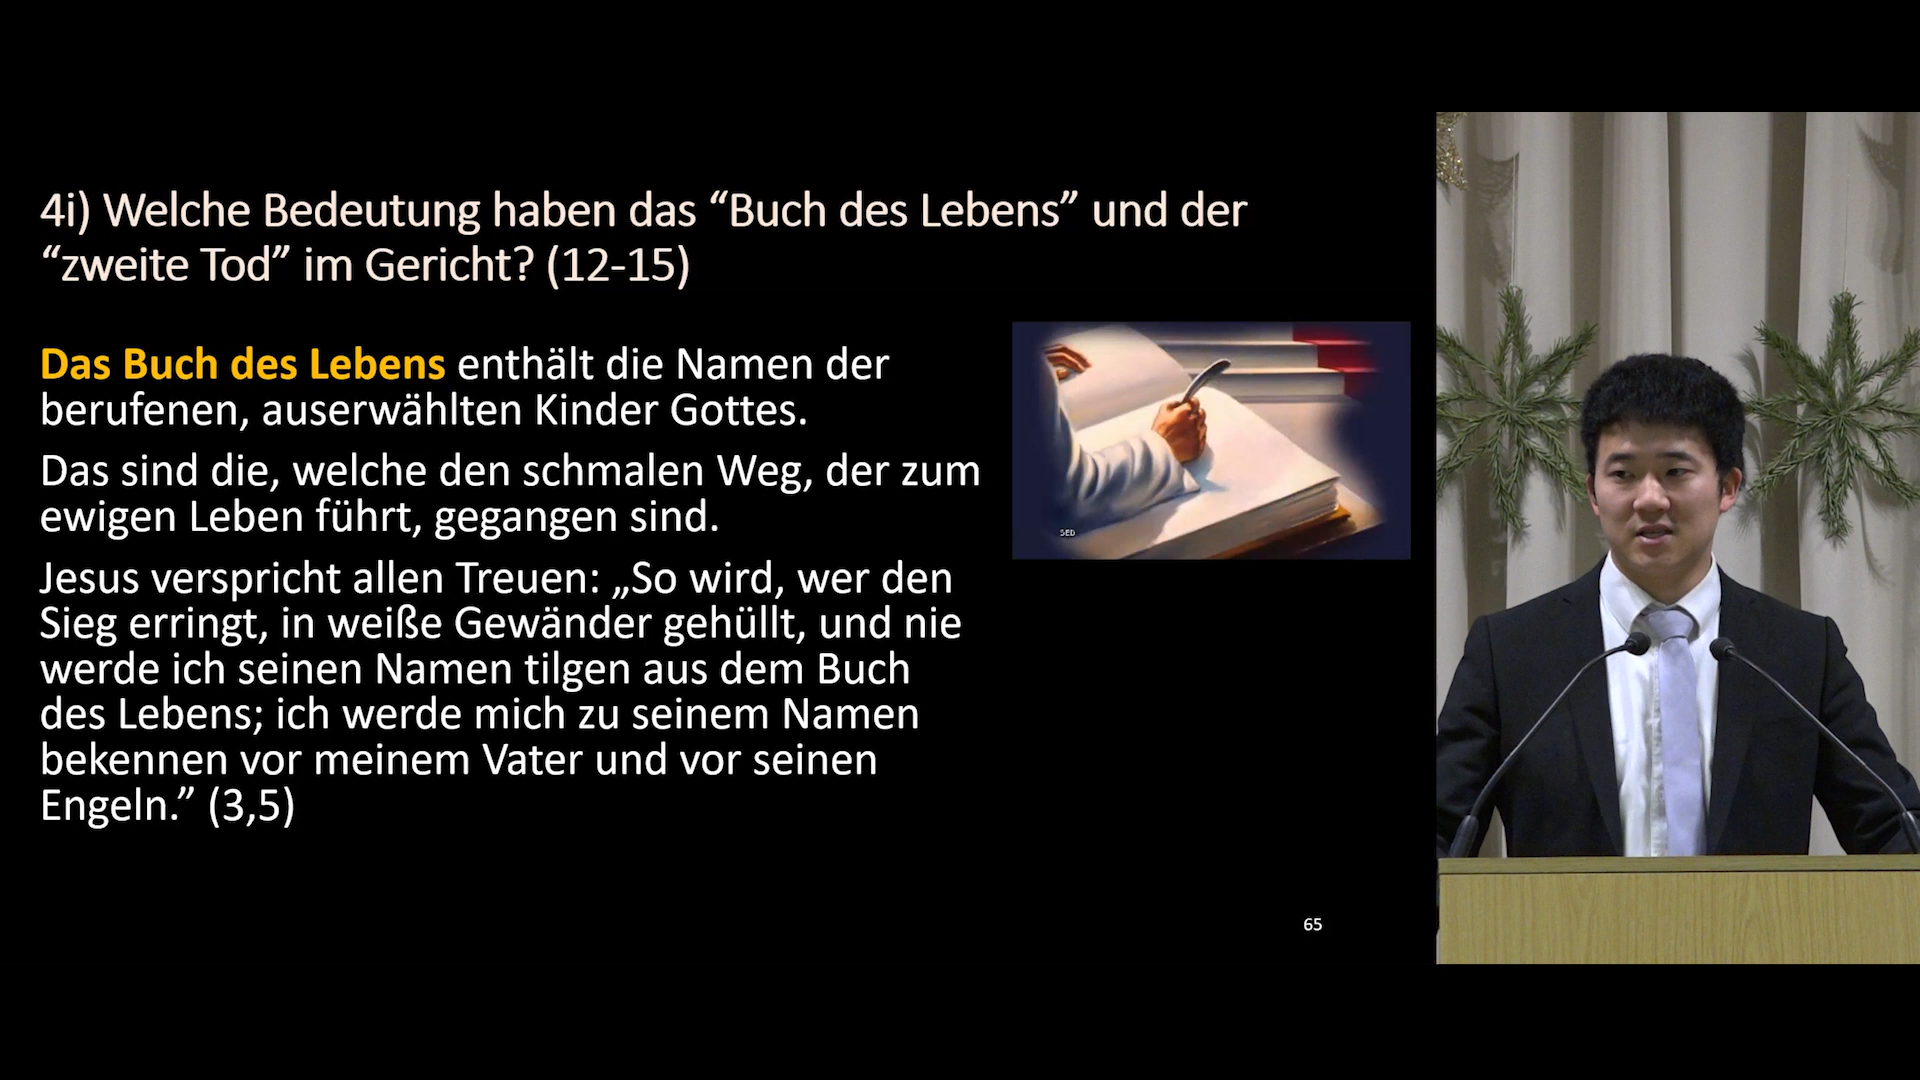 4i) Welche Bedeutung haben das “Buch des Lebens” und der
“zweite Tod” im Gericht? (12-15)
Das Buch des Lebens enthält die Namen der
berufenen, auserwählten Kinder Gottes.
Das sind die, welche den schmalen Weg, der zum
ewigen Leben führt, gegangen sind.
Jesus verspricht allen Treuen: „So wird, wer den
Sieg erringt, in weiße Gewänder gehüllt, und nie
werde ich seinen Namen tilgen aus dem Buch
des Lebens; ich werde mich zu seinem Namen
bekennen vor meinem Vater und vor seinen
Engeln.” (3,5)
SED
65